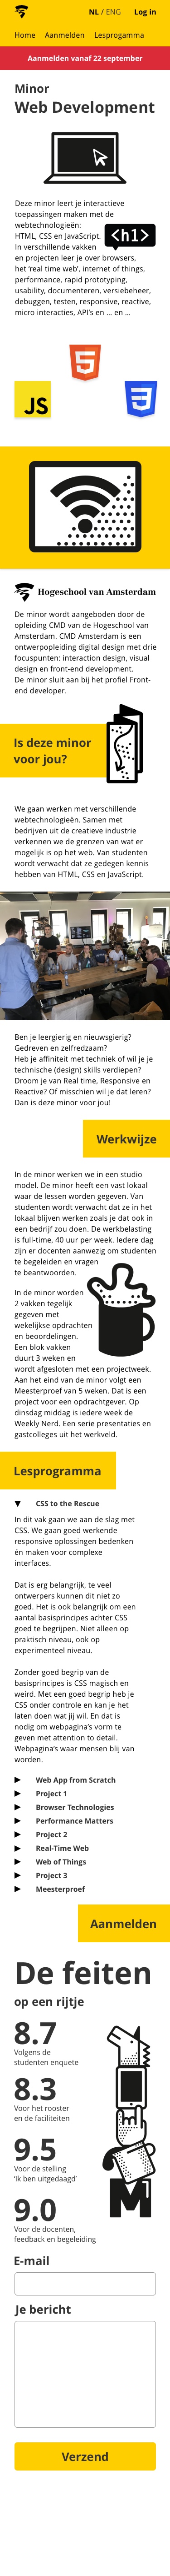 NL / ENG Log in
Home Aanmelden Lesprogamma
Aanmelden vanaf 22 september
Minor
Web Development
Deze minor leert je interactieve
toepassingen maken met de
webtechnologieën:
HTML, CSS en JavaScript.
<h1>
In verschillende vakken
en projecten leer je over browsers,
het ‘real time web’, internet of things,
performance, rapid prototyping,
usability, documenteren, versiebeheer,
debuggen, testen, responsive, reactive,
micro interacties, API’s en ... en ...
5
JS
3
Hogeschool van Amsterdam
De minor wordt aangeboden door de
opleiding CMD van de Hogeschool van
Amsterdam. CMD Amsterdam is een
ontwerpopleiding digital design met drie
focuspunten: interaction design, visual
design en front-end development.
De minor sluit aan bij het profiel Front-
end developer.
Is deze minor
voor jou?
We gaan werken met verschillende
webtechnologieën. Samen met
bedrijven uit de creatieve industrie
verkennen we de grenzen van wat er
mogelijk is op het web. Van studenten
wordt verwacht dat ze gedegen kennis
hebben van HTML, CSS en JavaScript.
Ben je leergierig en nieuwsgierig?
Gedreven en zelfredzaam?
Heb je affiniteit met techniek of wil je je
technische (design) skills verdiepen?
Droom je van Real time, Responsive en
Reactive? Of misschien wil je dat leren?
Dan is deze minor voor jou!
Werkwijze
In de minor werken we in een studio
model. De minor heeft een vast lokaal
waar de lessen worden gegeven. Van
studenten wordt verwacht dat ze in het
lokaal blijven werken zoals je dat ook in
een bedrijf zou doen. De werkbelasting
is full-time, 40 uur per week. Iedere dag
zijn er docenten aanwezig om studenten
te begeleiden en vragen
te beantwoorden.
In de minor worden
2 vakken tegelijk
gegeven met
wekelijkse opdrachten
en beoordelingen.
Een blok vakken
duurt 3 weken en
wordt afgesloten met een projectweek.
Aan het eind van de minor volgt een
Meesterproef van 5 weken. Dat is een
project voor een opdrachtgever. Op
dinsdag middag is iedere week de
Weekly Nerd. Een serie presentaties en
gastcolleges uit het werkveld.
Lesprogramma
CSS to the Rescue
In dit vak gaan we aan de slag met
CSS. We gaan goed werkende
responsive oplossingen bedenken
én maken voor complexe
interfaces.
Dat is erg belangrijk, te veel
ontwerpers kunnen dit niet zo
goed. Het is ook belangrijk om een
aantal basisprincipes achter CSS
goed te begrijpen. Niet alleen op
praktisch niveau, ook op
experimenteel niveau.
Zonder goed begrip van de
basisprincipes is CSS magisch en
weird. Met een goed begrip heb je
CSS onder controle en kan je het
laten doen wat jij wil. En dat is
nodig om webpagina’s vorm te
geven met attention to detail.
Webpagina’s waar mensen blij van
worden.
Web App from Scratch
Project 1
Browser Technologies
Performance Matters
Project 2
Real-Time Web
Web of Things
Project 3
Meesterproef
Aanmelden
De feiten
op een rijtje
8.7
Volgens de
studenten enquete
8.3
Voor het rooster
en de faciliteiten
9.5
Voor de stelling
‘Ik ben uitgedaagd’
9.0
Voor de docenten,
feedback en begeleiding
E-mail
Je bericht
Verzend